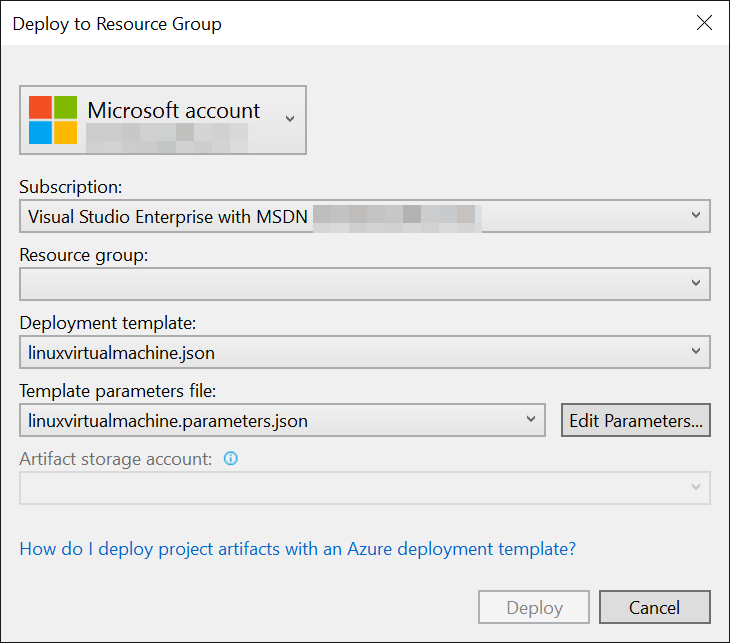 Deploy to Resource Group
Microsoft account
Subscription:
Visual Studio Enterprise with MSDN
Resource group:
Deployment template:
linuxvirtualmachine.json
Template parameters file:
linuxvirtualmachine.parameters.json
Edit Parameters...
Artifact storage account:
How do I deploy project artifacts with an Azure deployment template?
Deploy
Cancel